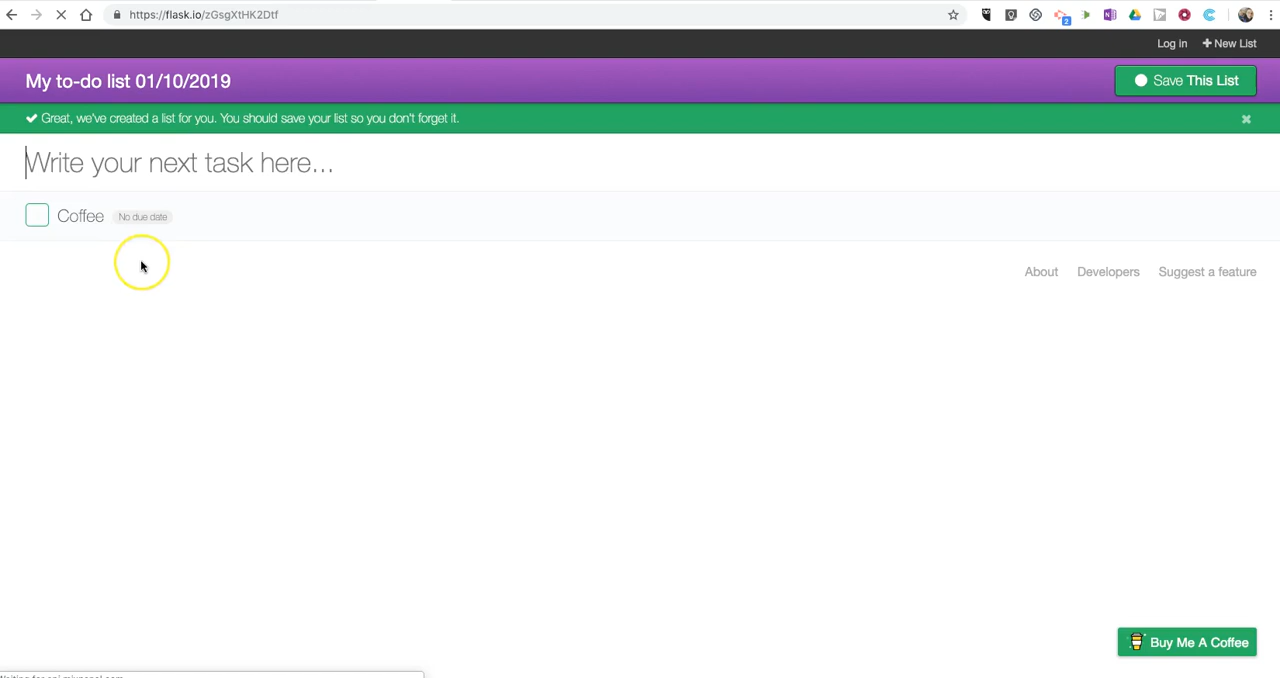 https://flask.io/zGsgXtHK2Dtf
2
Log in + New List
My to-do list 01/10/2019
Save This List
Great, we've created a list for you. You should save your list so you don't forget it.
Write your next task here...
Coffee No due date
About Developers Suggest a feature
Buy Me A Coffee